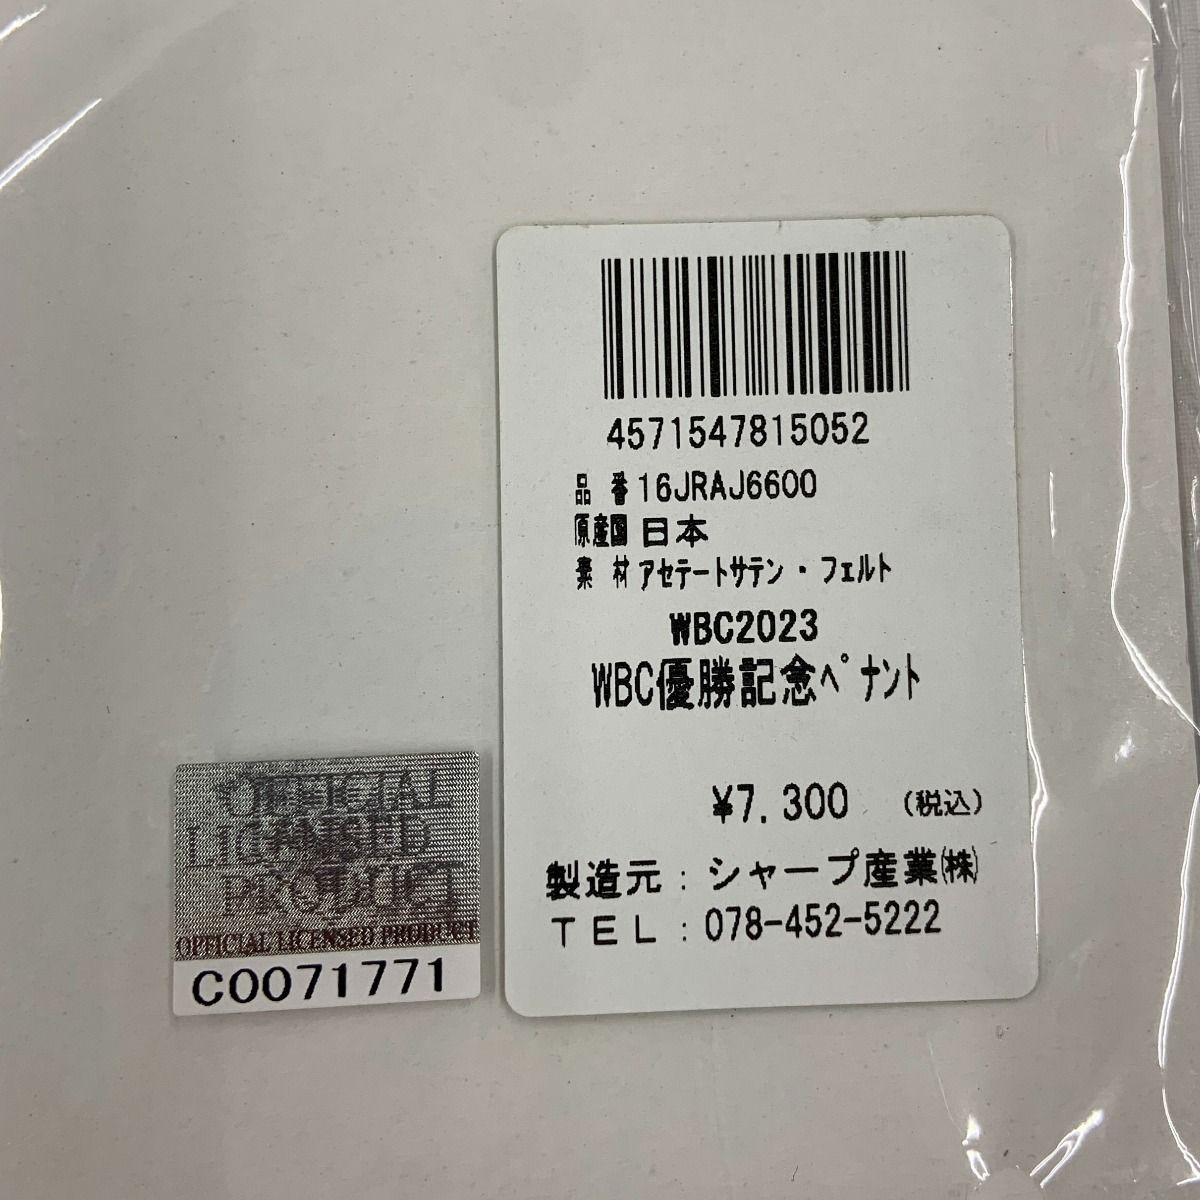 4571547815052
品番 16JRAJ6600
原産国 日本
素材 アセテートサテン・フェルト
WBC2023
WBC優勝記念ペナント
¥7,300 (税込)
製造元:シャープ産業(株)
TEL:078-452-5222
OFFICIAL
LICENSED
PRODUCT
OFFICIAL LICENSED PRODUCT
C0071771